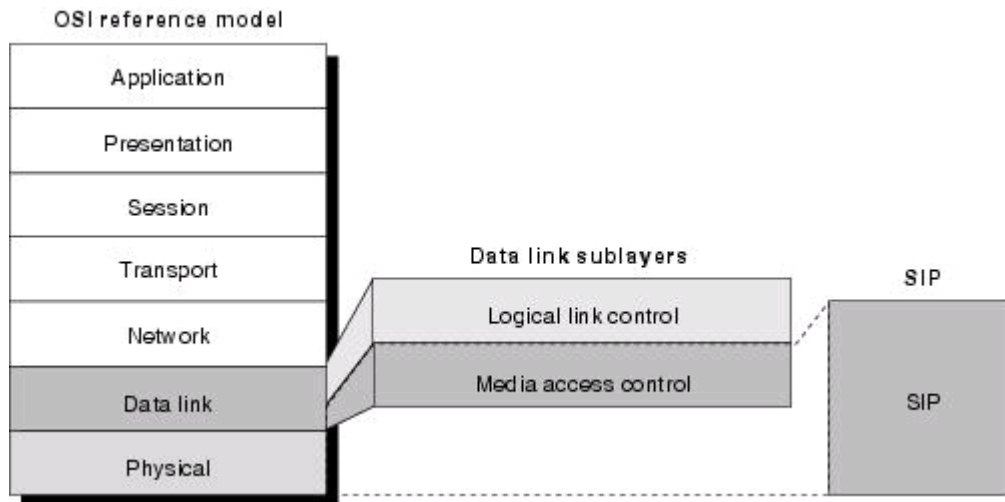 OSI reference model
Application
Presentation
Session
Transport
Network
Data link
Physical
Data link sublayers
Logical link control
Media access control
SIP
SIP